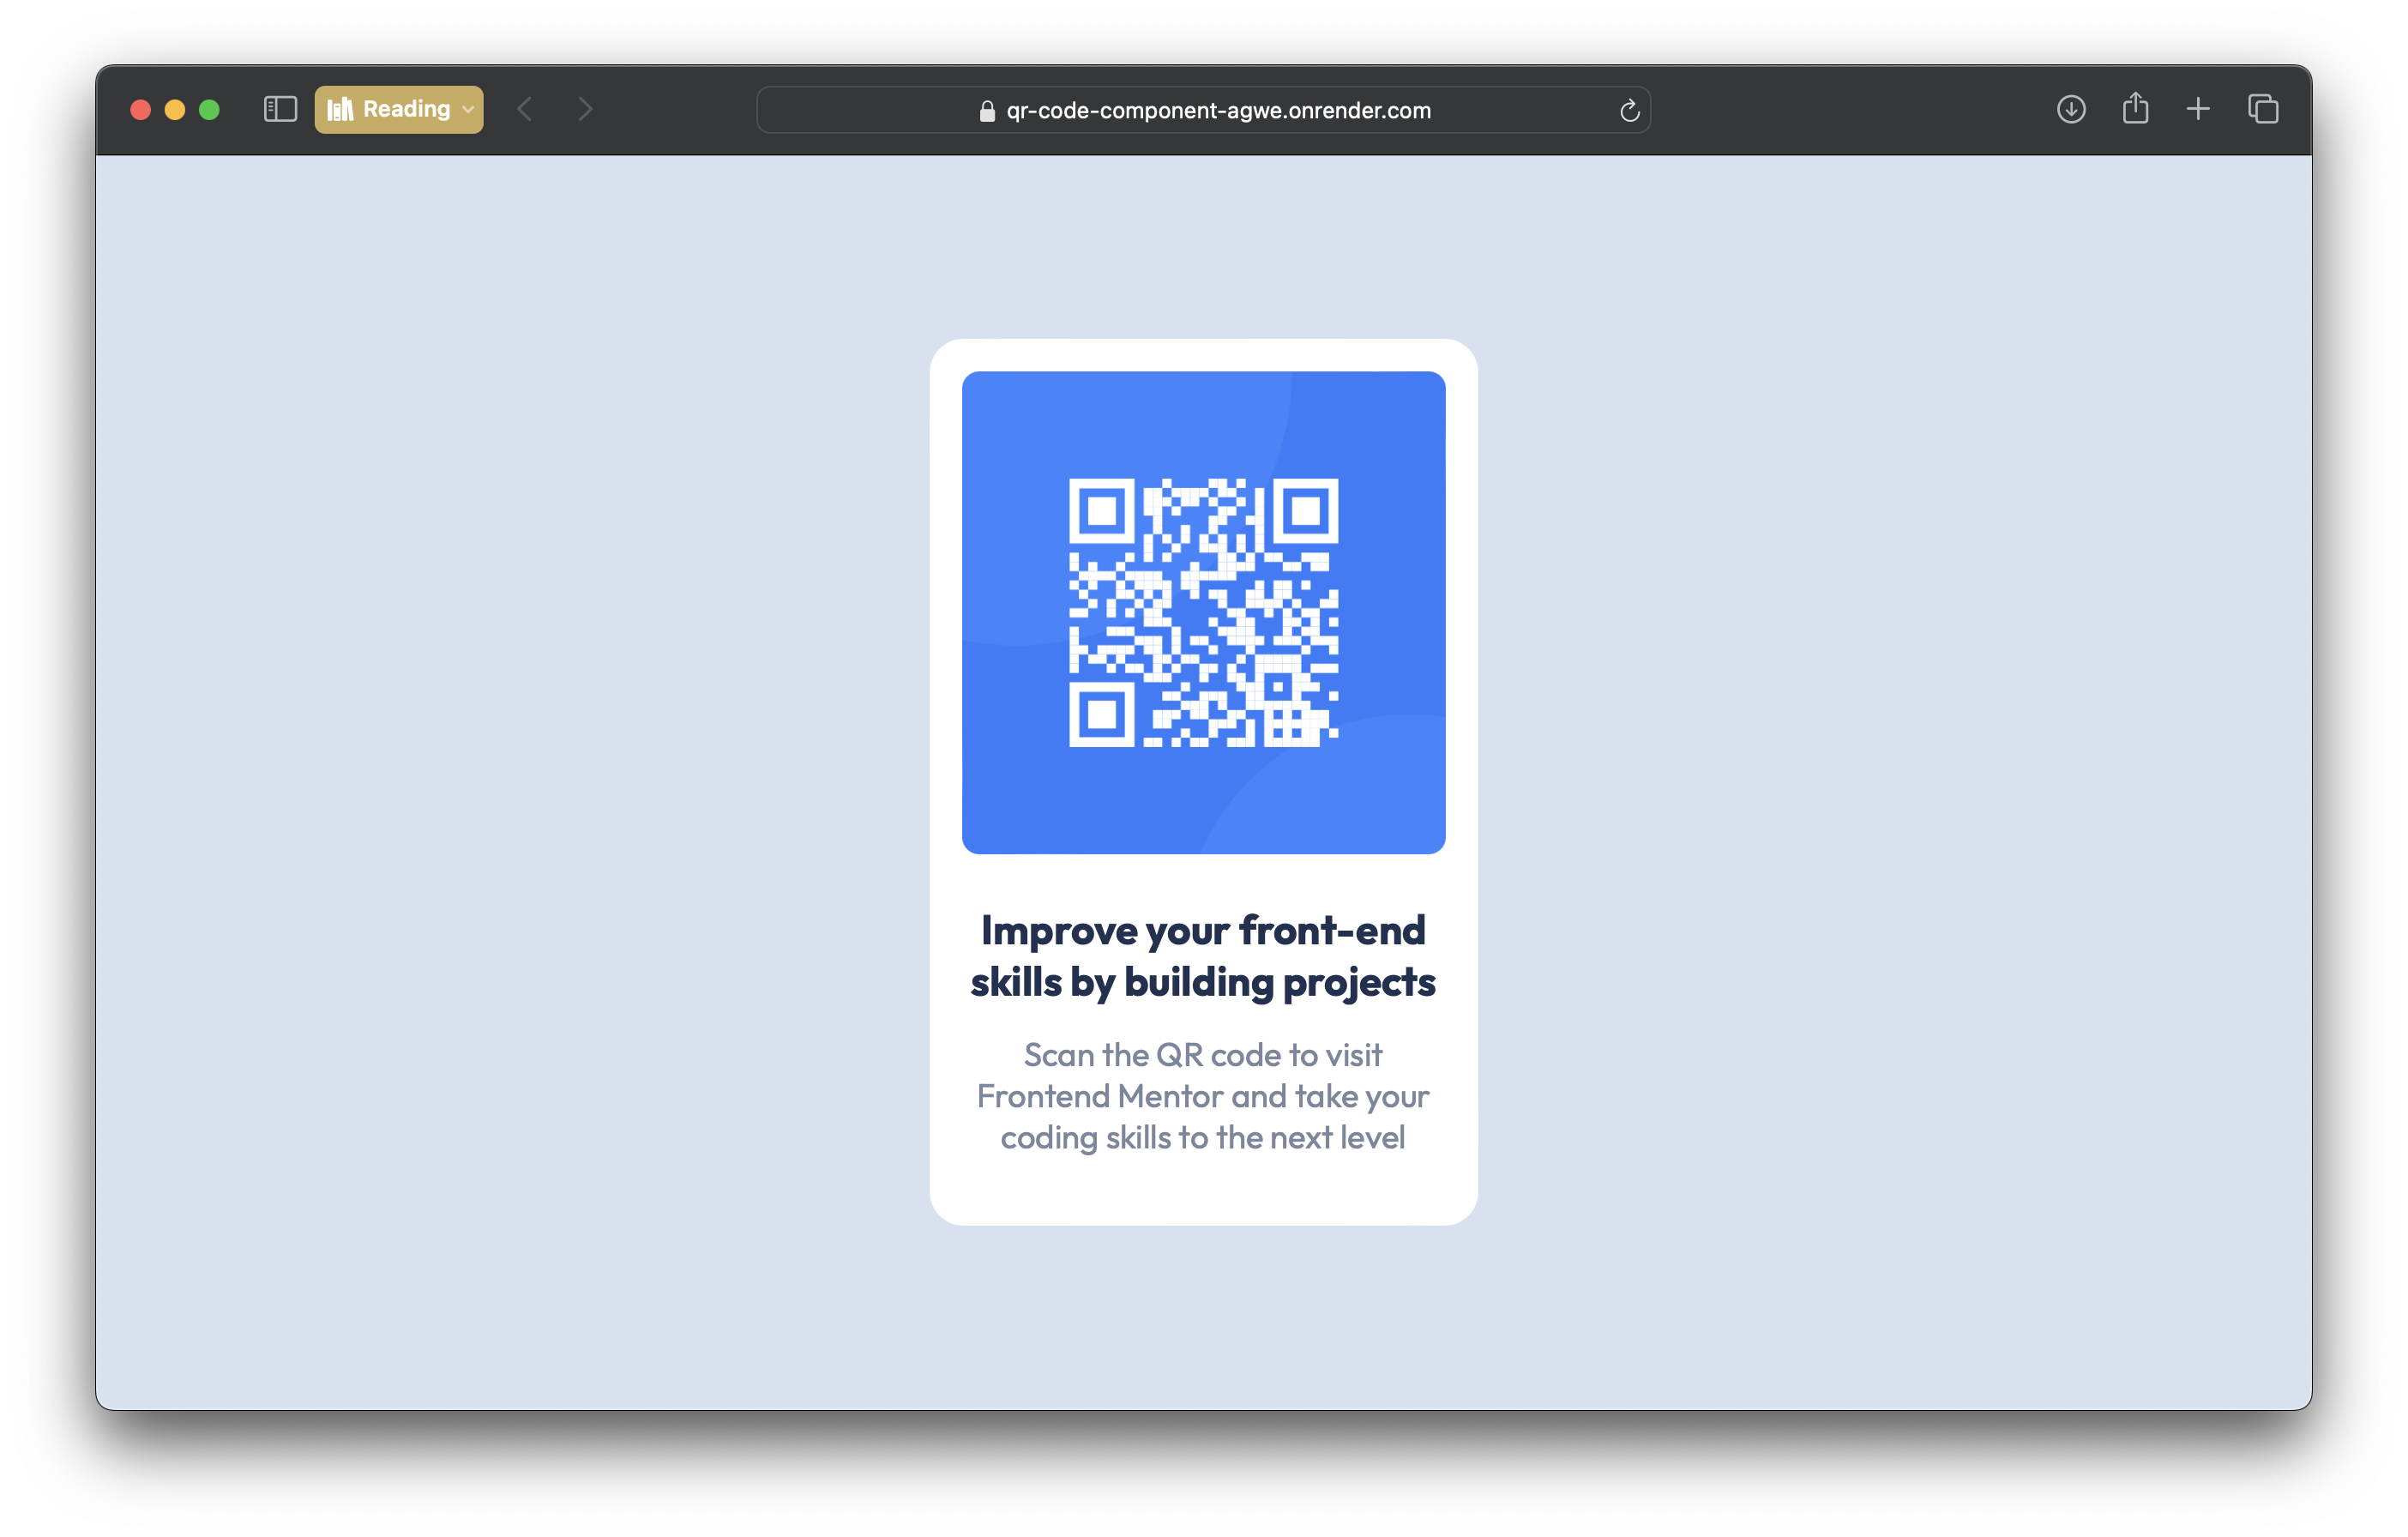 Reading
qr-code-component-agwe.onrender.com
Improve your front-end
skills by building projects
Scan the QR code to visit
Frontend Mentor and take your
coding skills to the next level